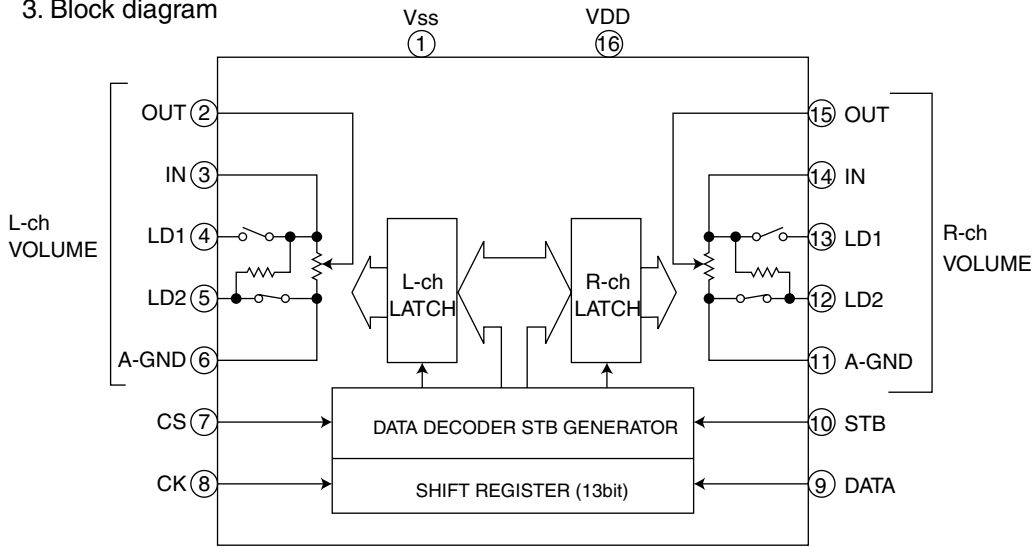 3. Block diagram
Vss
1
VDD
16
L-ch
VOLUME
OUT 2
IN 3
LD1 4
LD2 5
A-GND 6
CS 7
CK 8
L-ch
LATCH
R-ch
LATCH
DATA DECODER STB GENERATOR
SHIFT REGISTER (13bit)
15 OUT
14 IN
13 LD1
12 LD2
11 A-GND
10 STB
9 DATA
R-ch
VOLUME